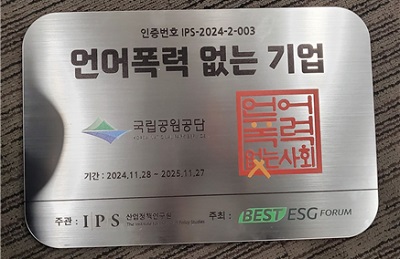 인증번호 IPS-2024-2-003
언어폭력 없는 기업
국립공원공단
언어
폭력
없는사회
기간 : 2024.11.28 - 2025.11.27
주관 : IPS 산업정책연구원 주최 : BEST ESG FORUM